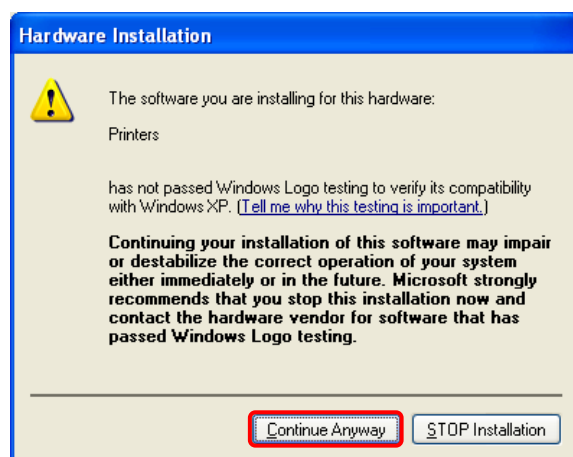 Hardware Installation
The software you are installing for this hardware:
Printers
has not passed Windows Logo testing to verify its compatibility
with Windows XP. (Tell me why this testing is important.)
Continuing your installation of this software may impair
or destabilize the correct operation of your system
either immediately or in the future. Microsoft strongly
recommends that you stop this installation now and
contact the hardware vendor for software that has
passed Windows Logo testing.
Continue Anyway STOP Installation